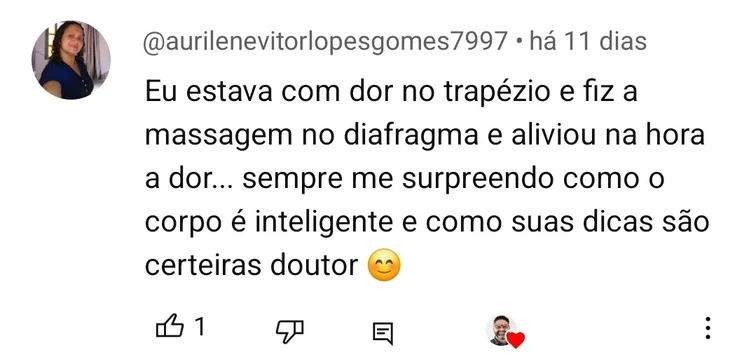 @aurilenevitorlopesgomes7997 • há 11 dias
Eu estava com dor no trapézio e fiz a
massagem no diafragma e aliviou na hora
a dor... sempre me surpreendo como o
corpo é inteligente e como suas dicas são
certeiras doutor 😊
1